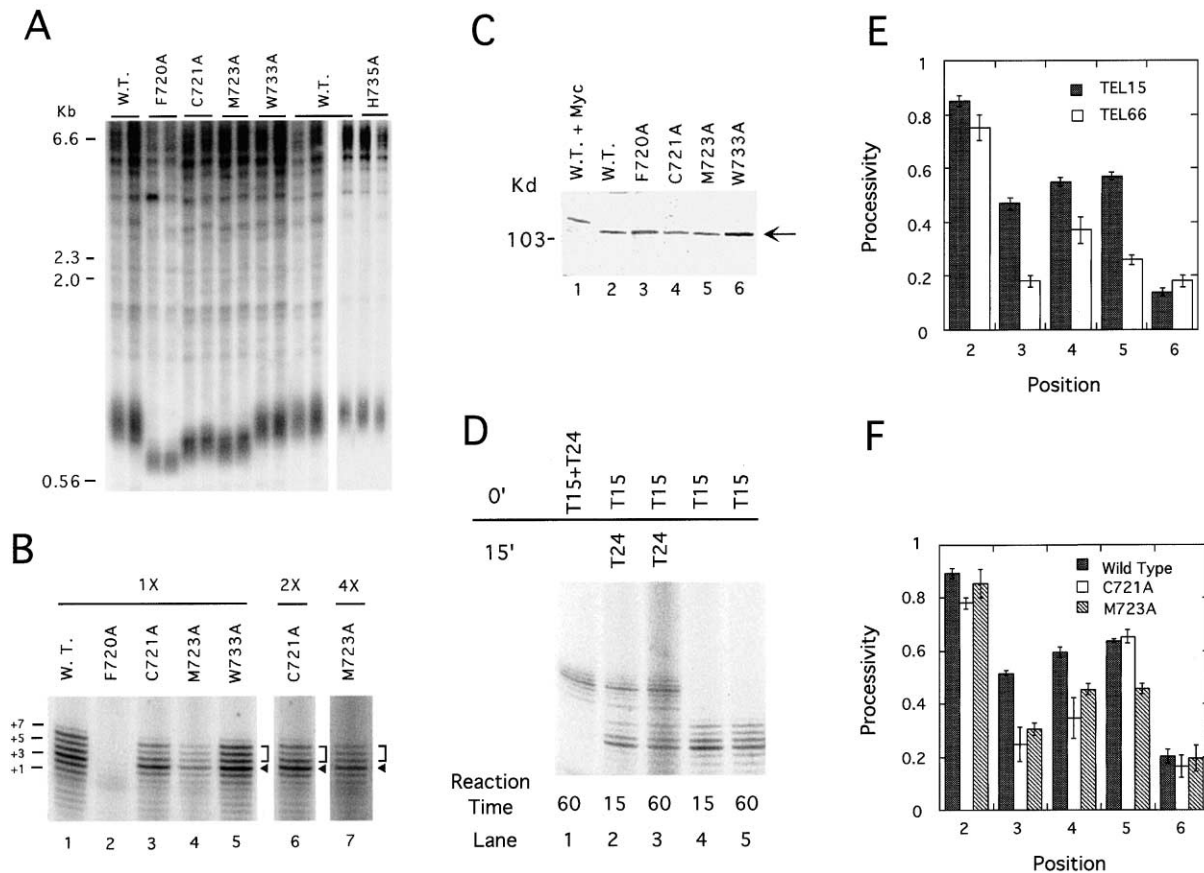 A
W.T.
F720A
C721A
M723A
W733A
W.T.
H735A
Kb
6.6
2.3
2.0
0.56
B
1X
2X
4X
W. T.
F720A
C721A
M723A
W733A
C721A
M723A
+7
+5
+3
+1
1 2 3 4 5 6 7
C
W.T. + Myc
W.T.
F720A
C721A
M723A
W733A
Kd
103-
1 2 3 4 5 6
D
0' T15+T24 T15 T15 T15 T15
15' T24 T24
Reaction
Time 60 15 60 15 60
Lane 1 2 3 4 5
E
TEL15
TEL66
Processivity
1
0.8
0.6
0.4
0.2
0
2 3 4 5 6
Position
F
Wild Type
C721A
M723A
Processivity
1
0.8
0.6
0.4
0.2
0
2 3 4 5 6
Position